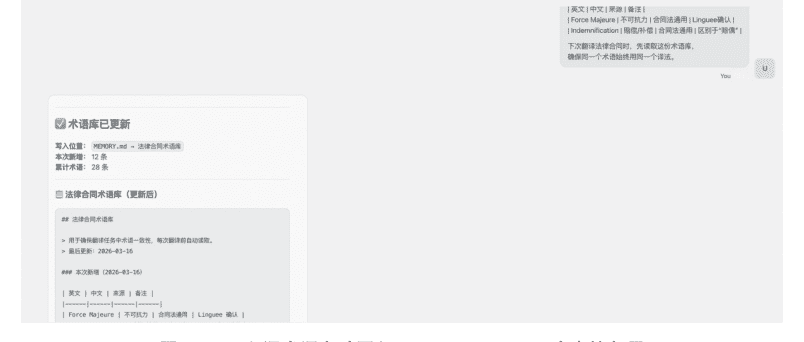 | 英文 | 中文 | 来源 | 备注 |
| Force Majeure | 不可抗力 | 合同法通用 | Linguee确认 |
| Indemnification | 赔偿/补偿 | 合同法通用 | 区别于"赔偶" |
下次翻译法律合同时，先读取这份术语库，
确保同一个术语始终用同一个译法。
You
U
术语库已更新
写入位置： MEMORY.md → 法律合同术语库
本次新增： 12 条
累计术语： 28 条
法律合同术语库（更新后）
## 法律合同术语库
> 用于确保翻译任务中术语一致性，每次翻译前自动读取。
> 最后更新：2026-03-16
### 本次新增（2026-03-16）
| 英文 | 中文 | 来源 | 备注 |
|------|------|------|------|
| Force Majeure | 不可抗力 | 合同法通用 | Linguee 确认 |